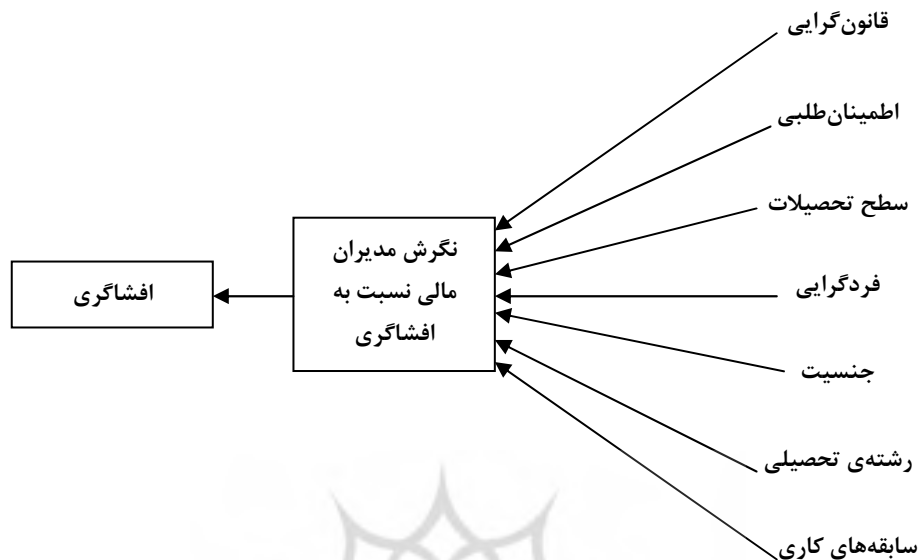 قانون‌گرایی
اطمینان‌طلبی
سطح تحصیلات
فردگرایی
جنسیت
رشته‌ی تحصیلی
سابقه‌های کاری
نگرش مدیران
مالی نسبت به
افشاگری
افشاگری